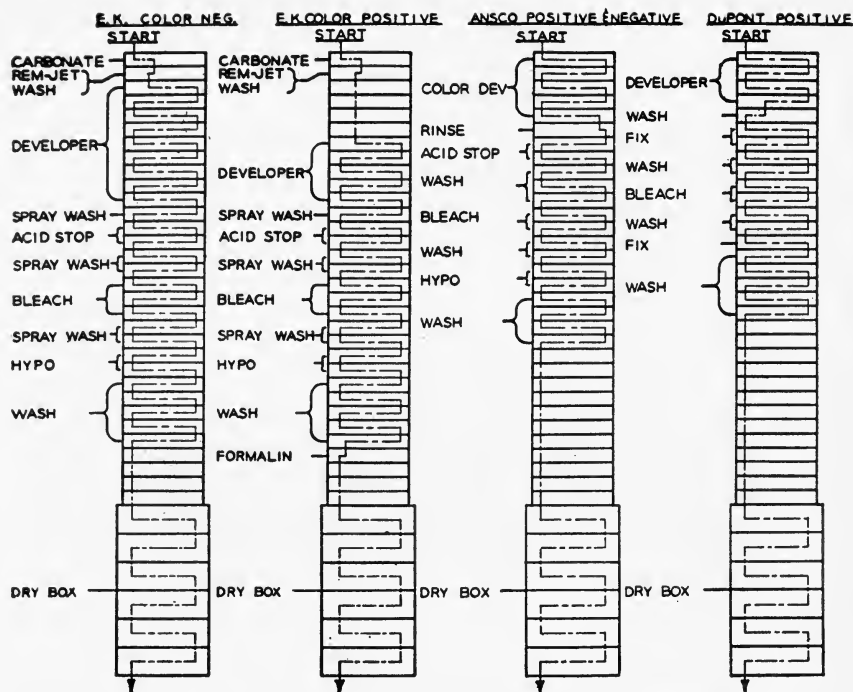 E. K. COLOR NEG.
START
CARBONATE
REM-JET
WASH
DEVELOPER
SPRAY WASH
ACID STOP
SPRAY WASH
BLEACH
SPRAY WASH
HYPO
WASH
DRY BOX
E.K. COLOR POSITIVE
START
CARBONATE
REM-JET
WASH
DEVELOPER
SPRAY WASH
ACID STOP
SPRAY WASH
BLEACH
SPRAY WASH
HYPO
WASH
FORMALIN
DRY BOX
ANSCO POSITIVE & NEGATIVE
START
COLOR DEV
RINSE
ACID STOP
WASH
BLEACH
WASH
HYPO
WASH
DRY BOX
DuPONT POSITIVE
START
DEVELOPER
WASH
FIX
WASH
BLEACH
WASH
FIX
WASH
DRY BOX